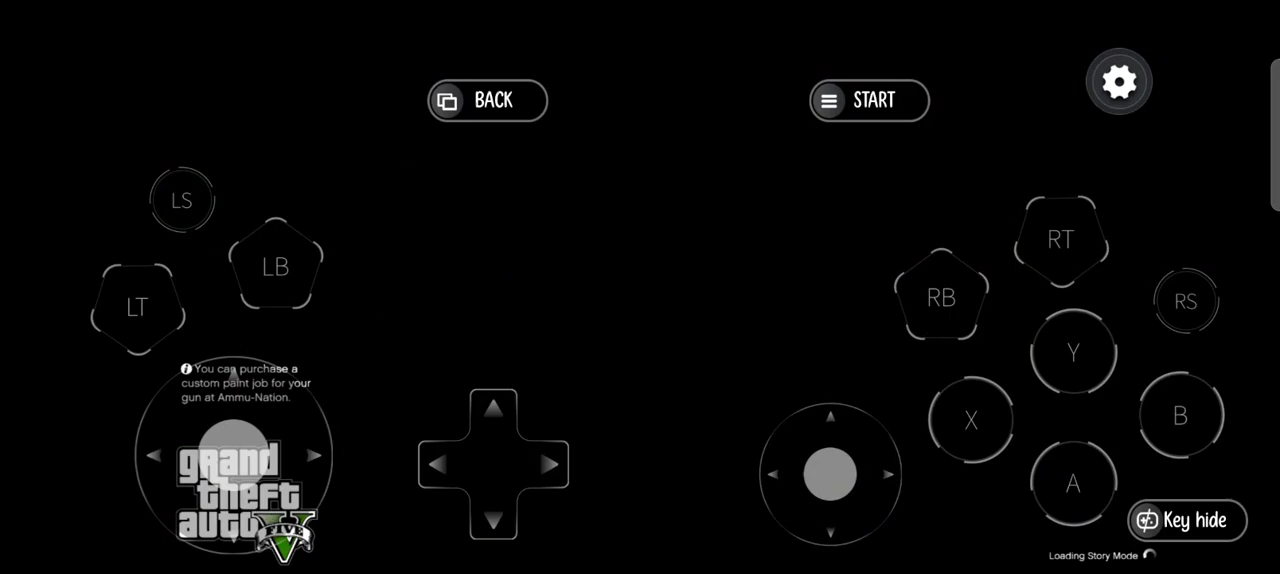 BACK
START
LS
LB
LT
RT
RB
RS
Y
X
B
A
You can purchase a
custom paint job for your
gun at Ammu-Nation.
grand
theft
auto
V
FIVE
Key hide
Loading Story Mode